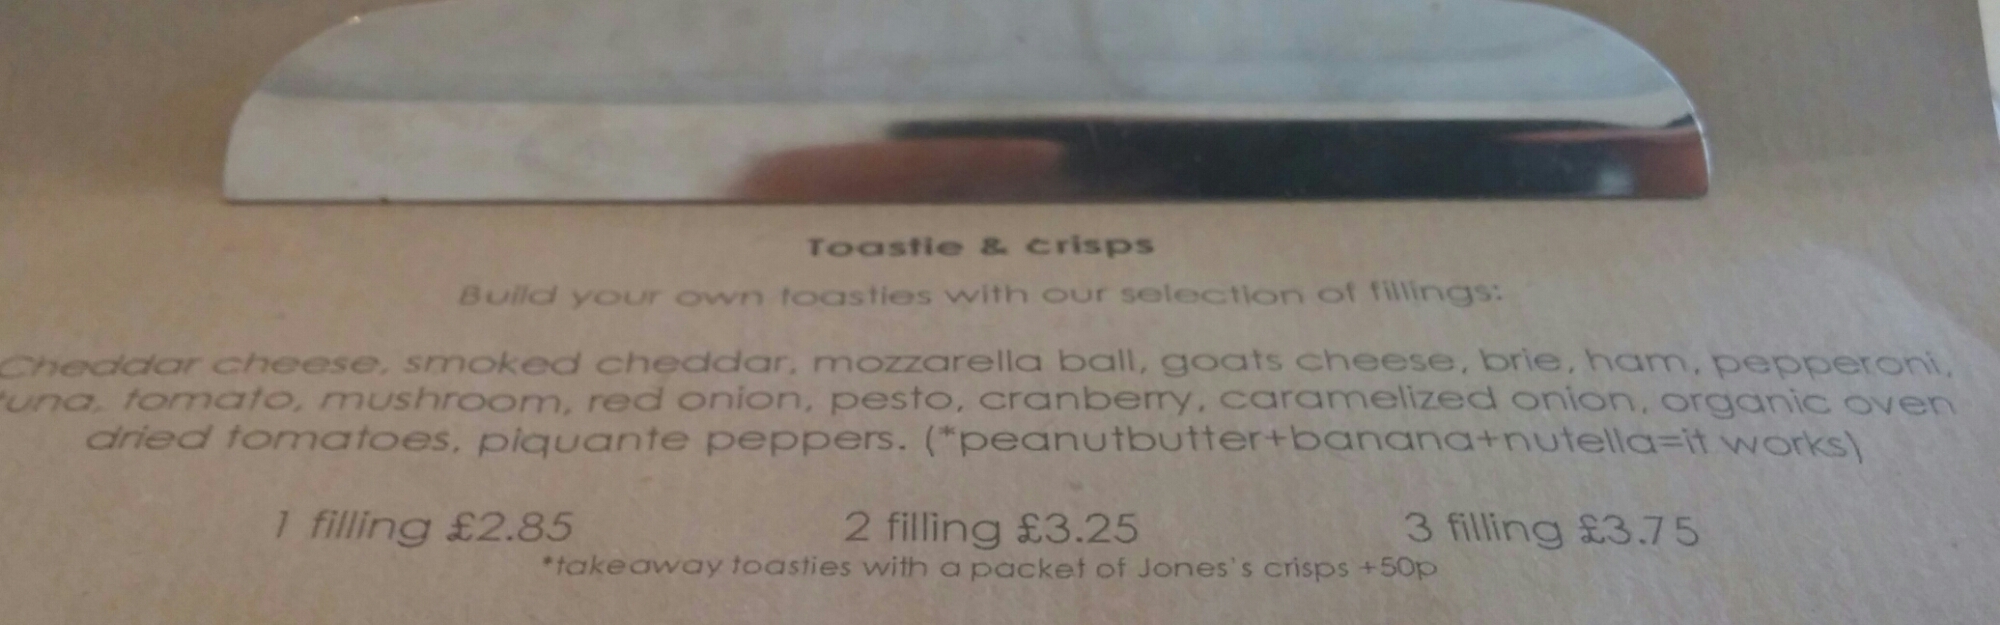 Toastie & crisps
Build your own toasties with our selection of fillings:
Cheddar cheese, smoked cheddar, mozzarella ball, goats cheese, brie, ham, pepperoni,
tuna, tomato, mushroom, red onion, pesto, cranberry, caramelized onion, organic oven
dried tomatoes, piquante peppers. (*peanutbutter+banana+nutella=it works)
1 filling £2.85 2 filling £3.25 3 filling £3.75
*takeaway toasties with a packet of Jones's crisps +50p